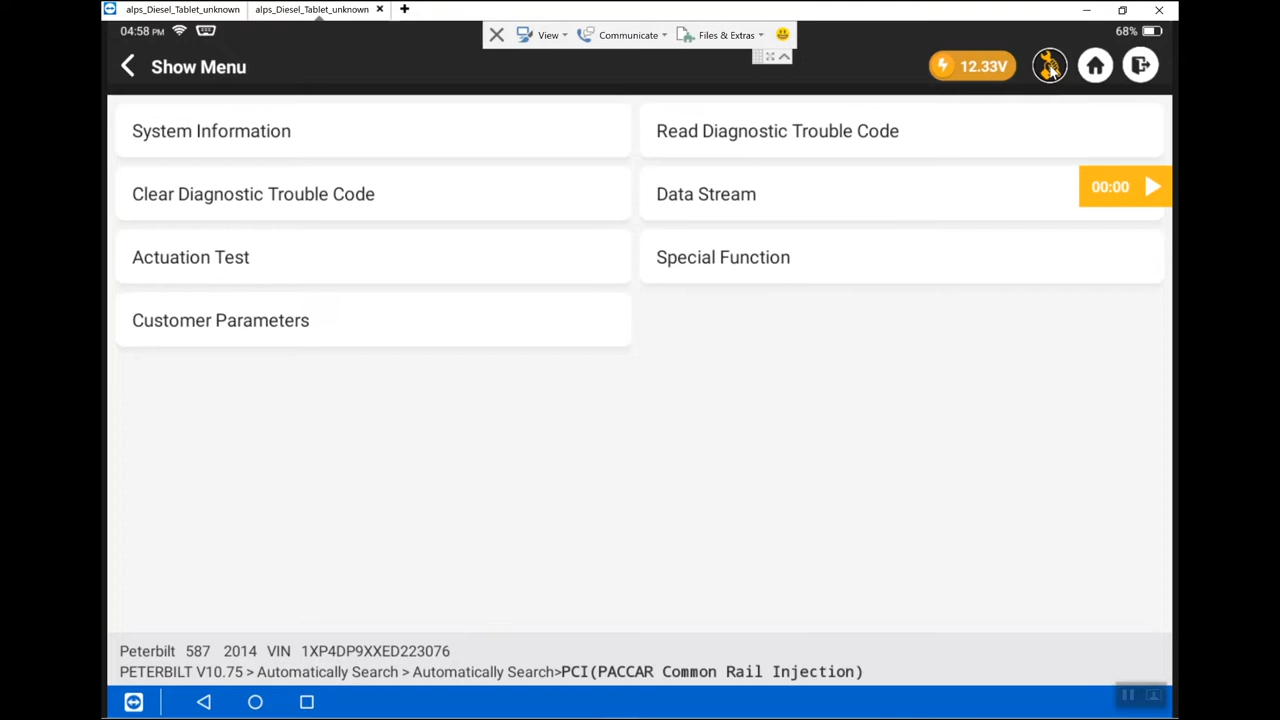 alps_Diesel_Tablet_unknown
alps_Diesel_Tablet_unknown
04:58 PM
View
Communicate
Files & Extras
68%
Show Menu
12.33V
System Information
Read Diagnostic Trouble Code
Clear Diagnostic Trouble Code
Data Stream
00:00
Actuation Test
Special Function
Customer Parameters
Peterbilt 587 2014 VIN 1XP4DP9XXED223076
PETERBILT V10.75 > Automatically Search > Automatically Search>PCI(PACCAR Common Rail Injection)